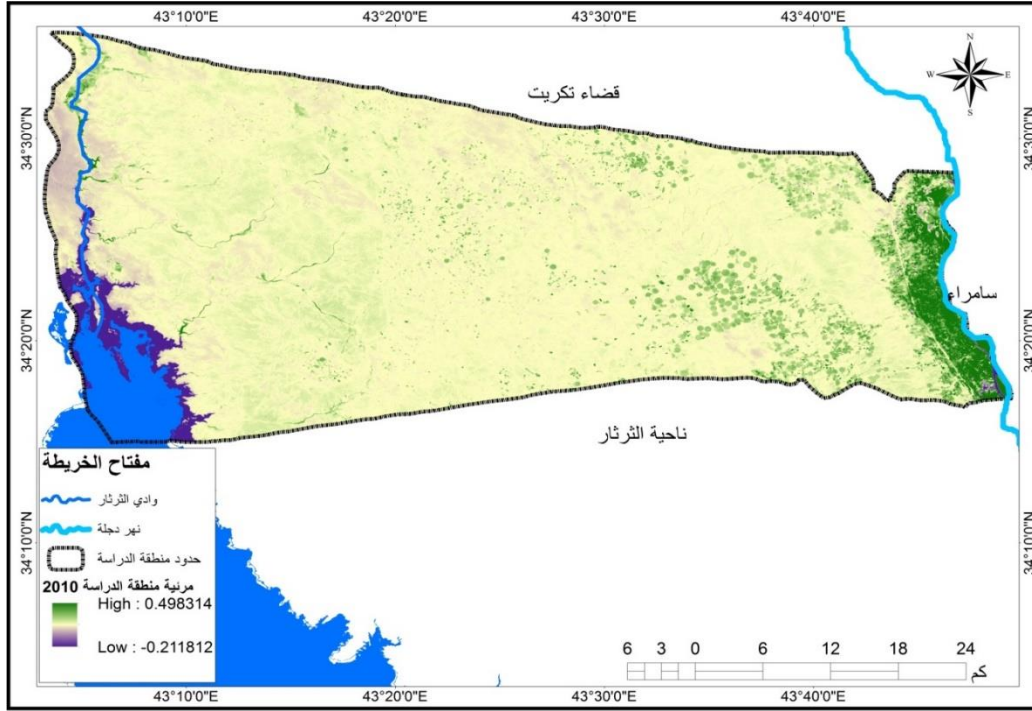 43°10'0"E 43°20'0"E 43°30'0"E 43°40'0"E
N
W E
S
قضاء تكريت
34°30'0"N 34°30'0"N
سامراء
34°20'0"N 34°20'0"N
ناحية الثرثار
مفتاح الخريطة
وادي الثرثار
نهر دجلة
34°10'0"N 34°10'0"N
حدود منطقة الدراسة
مرئية منطقة الدراسة 2010
High : 0.498314
Low : -0.211812
6 3 0 6 12 18 24
كم
43°10'0"E 43°20'0"E 43°30'0"E 43°40'0"E